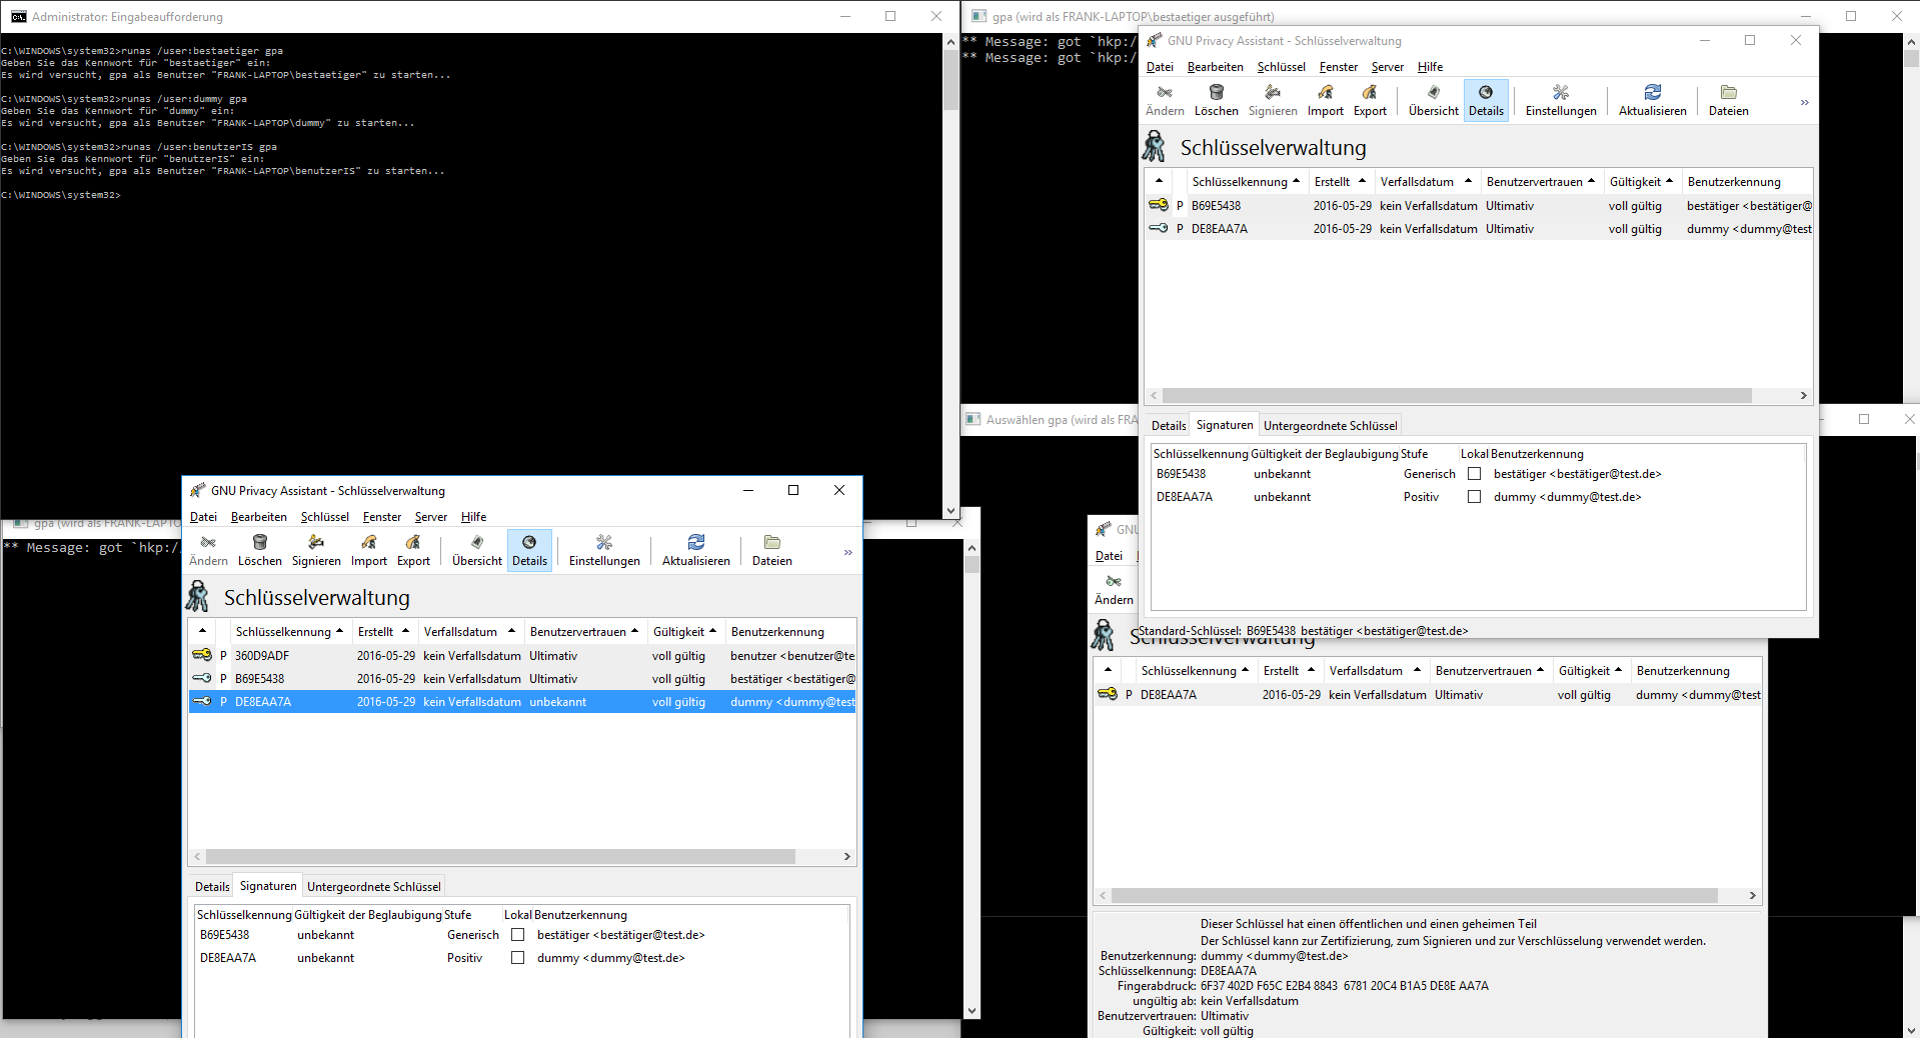 Administrator: Eingabeaufforderung
C:\WINDOWS\system32>runas /user:bestaetiger gpa
Geben Sie das Kennwort für "bestaetiger" ein:
Es wird versucht, gpa als Benutzer "FRANK-LAPTOP\bestaetiger" zu starten...
C:\WINDOWS\system32>runas /user:dummy gpa
Geben Sie das Kennwort für "dummy" ein:
Es wird versucht, gpa als Benutzer "FRANK-LAPTOP\dummy" zu starten...
C:\WINDOWS\system32>runas /user:benutzerIS gpa
Geben Sie das Kennwort für "benutzerIS" ein:
Es wird versucht, gpa als Benutzer "FRANK-LAPTOP\benutzerIS" zu starten...
C:\WINDOWS\system32>
gpa (wird als FRANK-LAPTOP\bestaetiger ausgeführt)
** Message: got `hkp:/
** Message: got `hkp:/
GNU Privacy Assistant - Schlüsselverwaltung
Datei Bearbeiten Schlüssel Fenster Server Hilfe
Ändern Löschen Signieren Import Export Übersicht Details Einstellungen Aktualisieren Dateien »
Schlüsselverwaltung
Schlüsselkennung Erstellt Verfallsdatum Benutzervertrauen Gültigkeit Benutzerkennung
P B69E5438 2016-05-29 kein Verfallsdatum Ultimativ voll gültig bestätiger <bestätiger@
P DE8EAA7A 2016-05-29 kein Verfallsdatum Ultimativ voll gültig dummy <dummy@test
Details Signaturen Untergeordnete Schlüssel
Schlüsselkennung Gültigkeit der Beglaubigung Stufe Lokal Benutzerkennung
B69E5438 unbekannt Generisch bestätiger <bestätiger@test.de>
DE8EAA7A unbekannt Positiv dummy <dummy@test.de>
Standard-Schlüssel: B69E5438 bestätiger <bestätiger@test.de>
Auswählen gpa (wird als FRA
gpa (wird als FRANK-LAPTO
** Message: got `hkp:/
GNU Privacy Assistant - Schlüsselverwaltung
Datei Bearbeiten Schlüssel Fenster Server Hilfe
Ändern Löschen Signieren Import Export Übersicht Details Einstellungen Aktualisieren Dateien »
Schlüsselverwaltung
Schlüsselkennung Erstellt Verfallsdatum Benutzervertrauen Gültigkeit Benutzerkennung
P 360D9ADF 2016-05-29 kein Verfallsdatum Ultimativ voll gültig benutzer <benutzer@te
P B69E5438 2016-05-29 kein Verfallsdatum Ultimativ voll gültig bestätiger <bestätiger@
P DE8EAA7A 2016-05-29 kein Verfallsdatum unbekannt voll gültig dummy <dummy@test
Details Signaturen Untergeordnete Schlüssel
Schlüsselkennung Gültigkeit der Beglaubigung Stufe Lokal Benutzerkennung
B69E5438 unbekannt Generisch bestätiger <bestätiger@test.de>
DE8EAA7A unbekannt Positiv dummy <dummy@test.de>
GNU
Datei
Ändern
Schlüsselverwaltung
Schlüsselkennung Erstellt Verfallsdatum Benutzervertrauen Gültigkeit Benutzerkennung
P DE8EAA7A 2016-05-29 kein Verfallsdatum Ultimativ voll gültig dummy <dummy@test
Dieser Schlüssel hat einen öffentlichen und einen geheimen Teil
Der Schlüssel kann zur Zertifizierung, zum Signieren und zur Verschlüsselung verwendet werden.
Benutzerkennung: dummy <dummy@test.de>
Schlüsselkennung: DE8EAA7A
Fingerabdruck: 6F37 402D F65C E2B4 8843 6781 20C4 B1A5 DE8E AA7A
ungültig ab: kein Verfallsdatum
Benutzervertrauen: Ultimativ
Gültigkeit: voll gültig